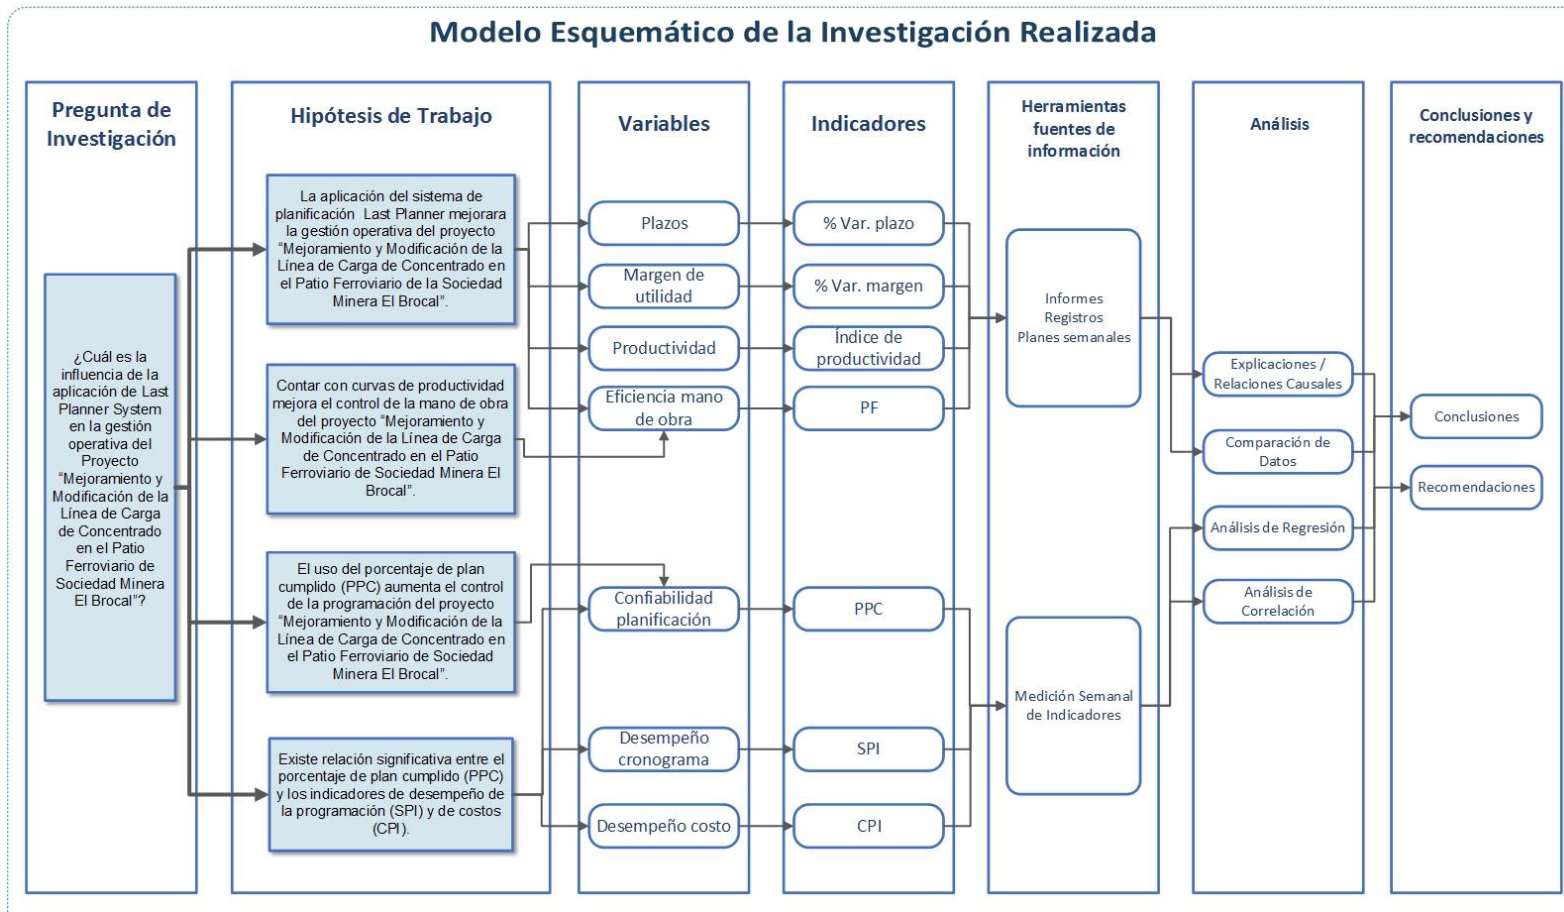 Modelo Esquemático de la Investigación Realizada
Pregunta de
Investigación
¿Cuál es la
influencia de la
aplicación de Last
Planner System
en la gestión
operativa del
Proyecto
“Mejoramiento y
Modificación de la
Línea de Carga
de Concentrado
en el Patio
Ferroviario de
Sociedad Minera
El Brocal”?
Hipótesis de Trabajo
La aplicación del sistema de
planificación Last Planner mejorara
la gestión operativa del proyecto
“Mejoramiento y Modificación de la
Línea de Carga de Concentrado en
el Patio Ferroviario de la Sociedad
Minera El Brocal”.
Contar con curvas de productividad
mejora el control de la mano de obra
del proyecto “Mejoramiento y
Modificación de la Línea de Carga
de Concentrado en el Patio
Ferroviario de Sociedad Minera El
Brocal”.
El uso del porcentaje de plan
cumplido (PPC) aumenta el control
de la programación del proyecto
“Mejoramiento y Modificación de la
Línea de Carga de Concentrado en
el Patio Ferroviario de Sociedad
Minera El Brocal”.
Existe relación significativa entre el
porcentaje de plan cumplido (PPC)
y los indicadores de desempeño de
la programación (SPI) y de costos
(CPI).
Variables
Plazos
Margen de
utilidad
Productividad
Eficiencia mano
de obra
Confiabilidad
planificación
Desempeño
cronograma
Desempeño costo
Indicadores
% Var. plazo
% Var. margen
Índice de
productividad
PF
PPC
SPI
CPI
Herramientas
fuentes de
información
Informes
Registros
Planes semanales
Medición Semanal
de Indicadores
Análisis
Explicaciones /
Relaciones Causales
Comparación de
Datos
Análisis de Regresión
Análisis de
Correlación
Conclusiones y
recomendaciones
Conclusiones
Recomendaciones